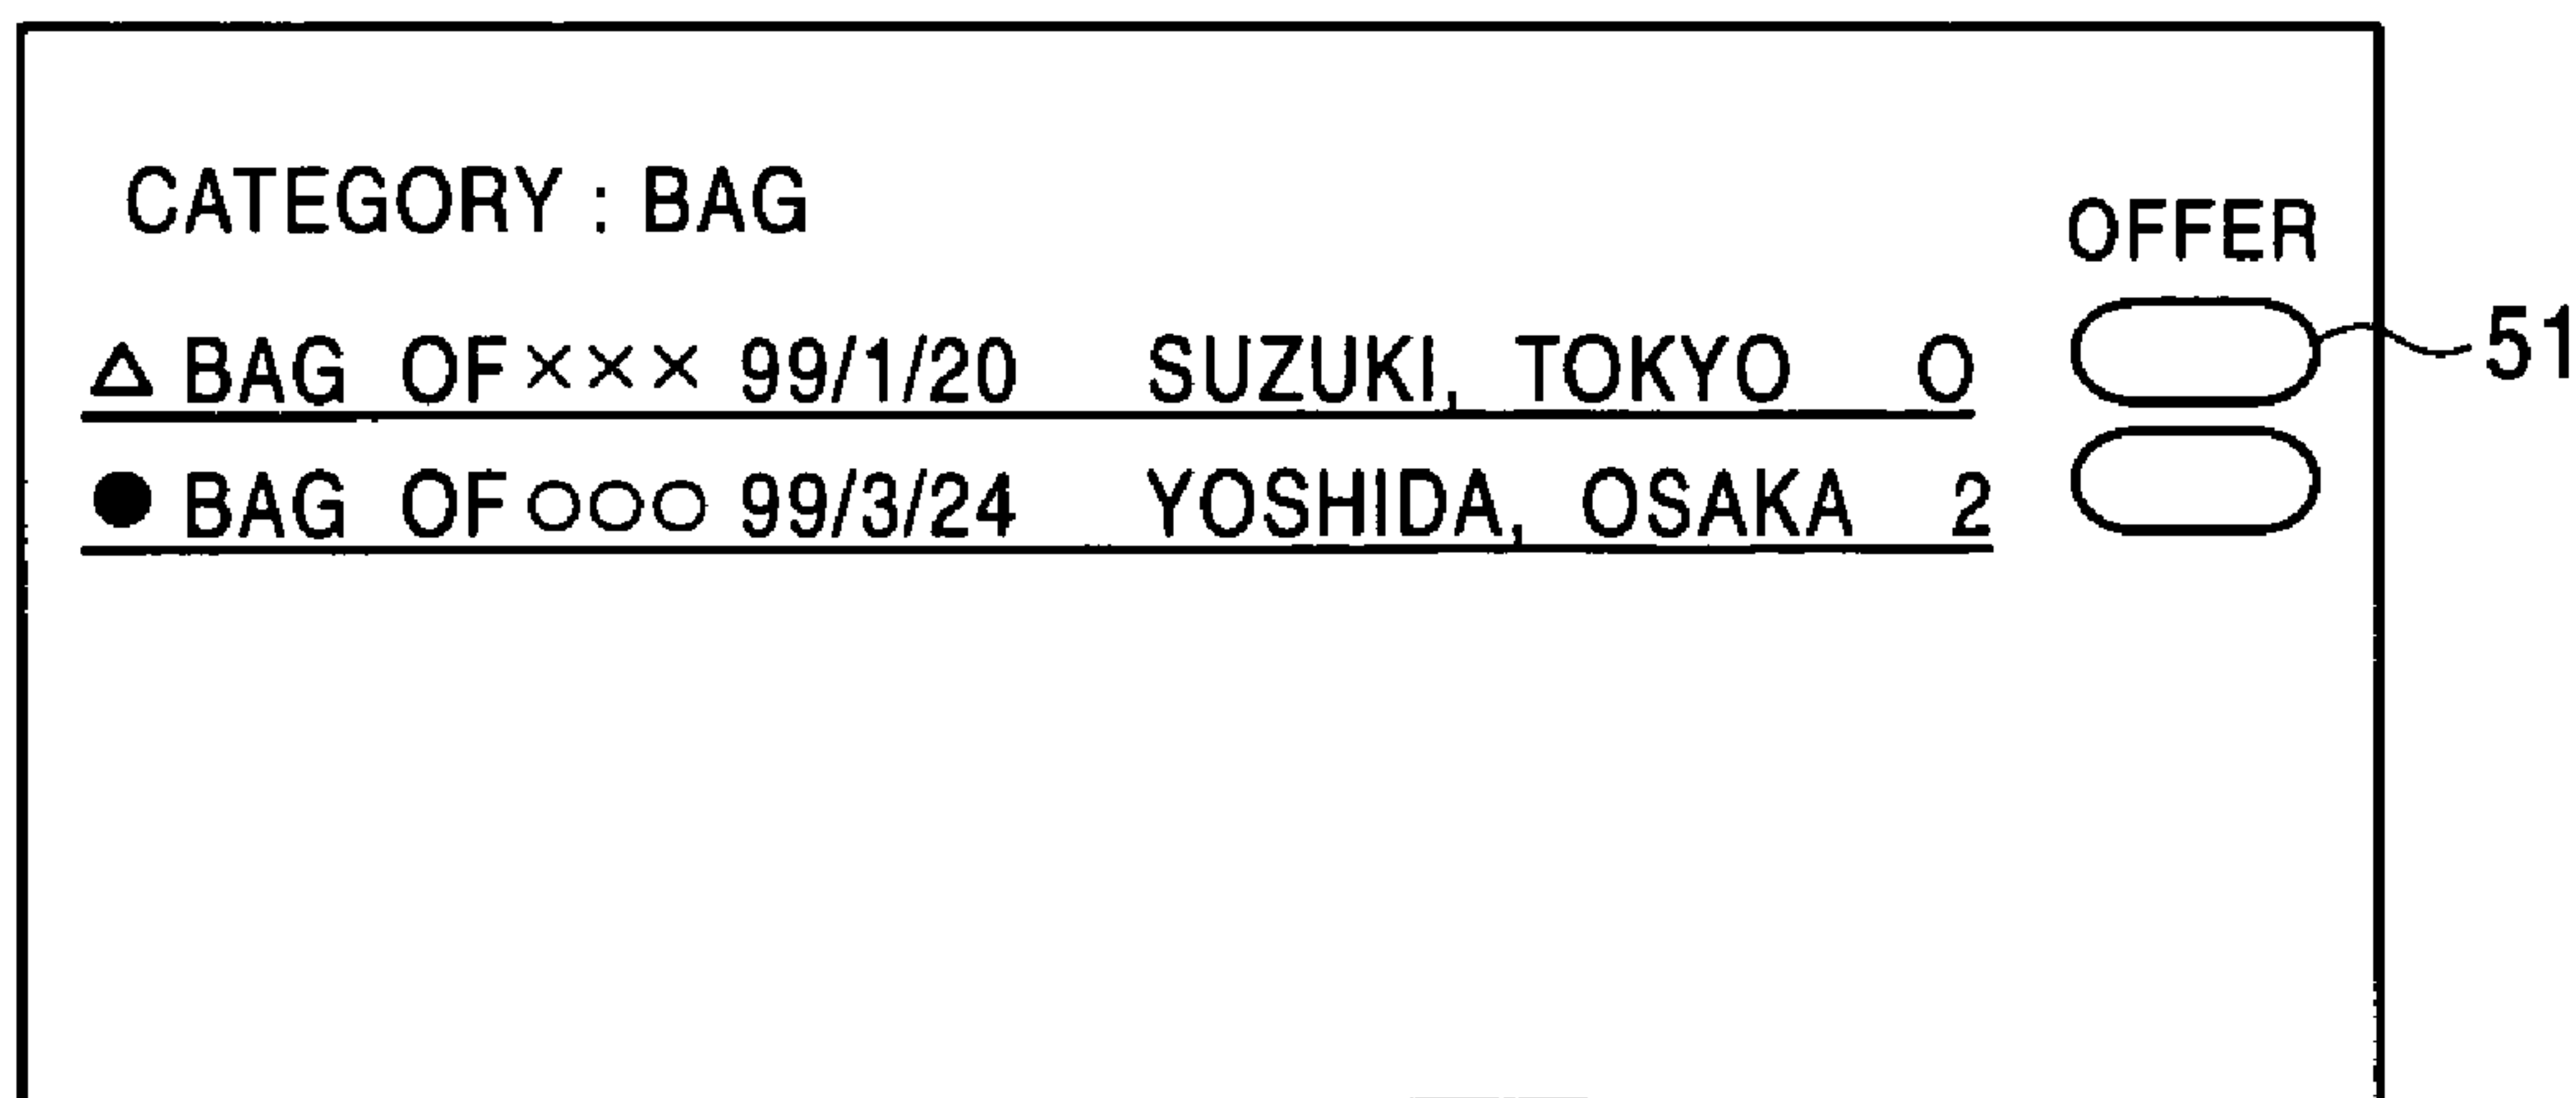 CATEGORY : BAG
OFFER
△ BAG OF××× 99/1/20 SUZUKI, TOKYO 0
51
● BAG OF○○○ 99/3/24 YOSHIDA, OSAKA 2